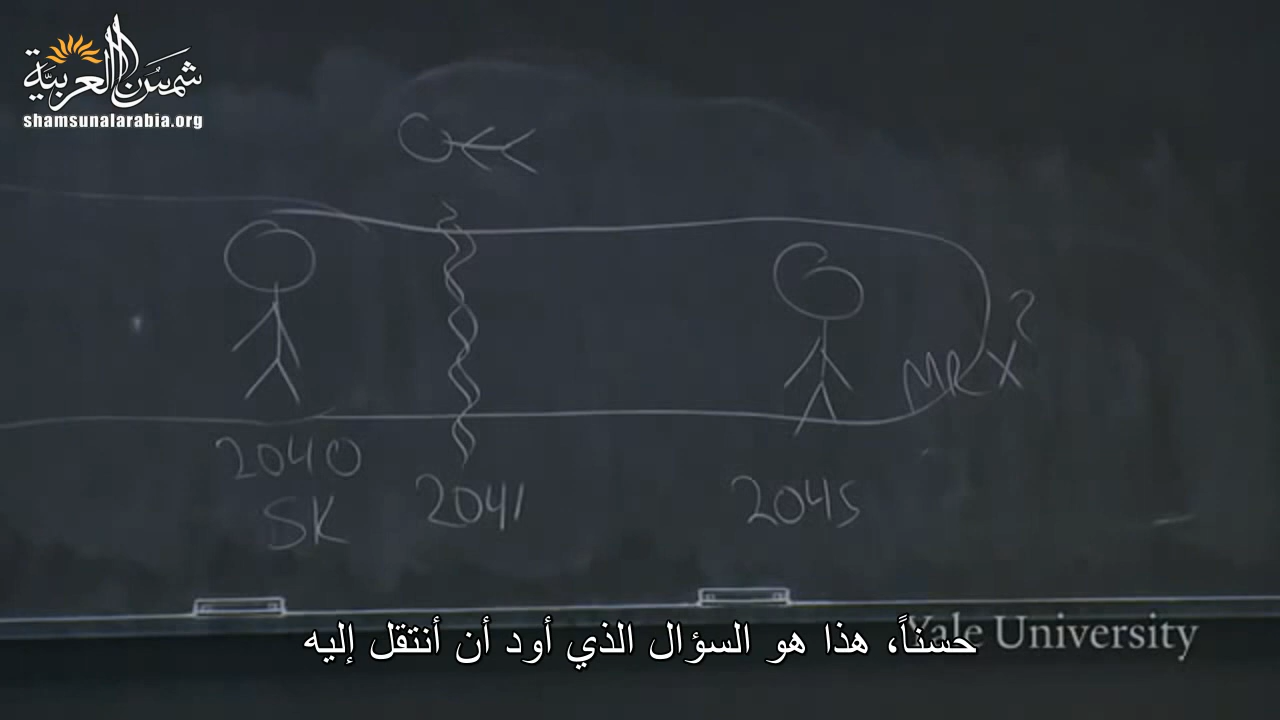 شمس العربية
shamsunalarabia.org
MR X?
2040
SK
2041
2045
Yale University
حسناً، هذا هو السؤال الذي أود أن أنتقل إليه